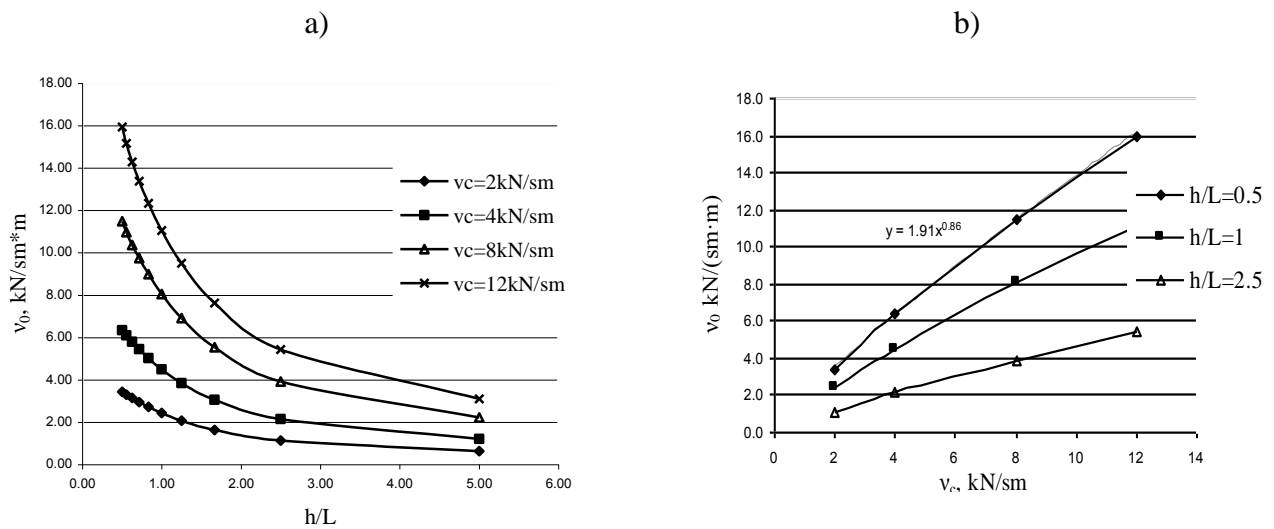 a)
18.00
16.00
14.00
12.00
10.00
8.00
6.00
4.00
2.00
0.00
ν₀, kN/sm*m
0.00 1.00 2.00 3.00 4.00 5.00 6.00
h/L
vc=2kN/sm
vc=4kN/sm
vc=8kN/sm
vc=12kN/sm
b)
18.0
16.0
14.0
12.0
10.0
8.0
6.0
4.0
2.0
0.0
ν₀ kN/(sm·m)
y = 1.91x^0.86
0 2 4 6 8 10 12 14
ν_c, kN/sm
h/L=0.5
h/L=1
h/L=2.5